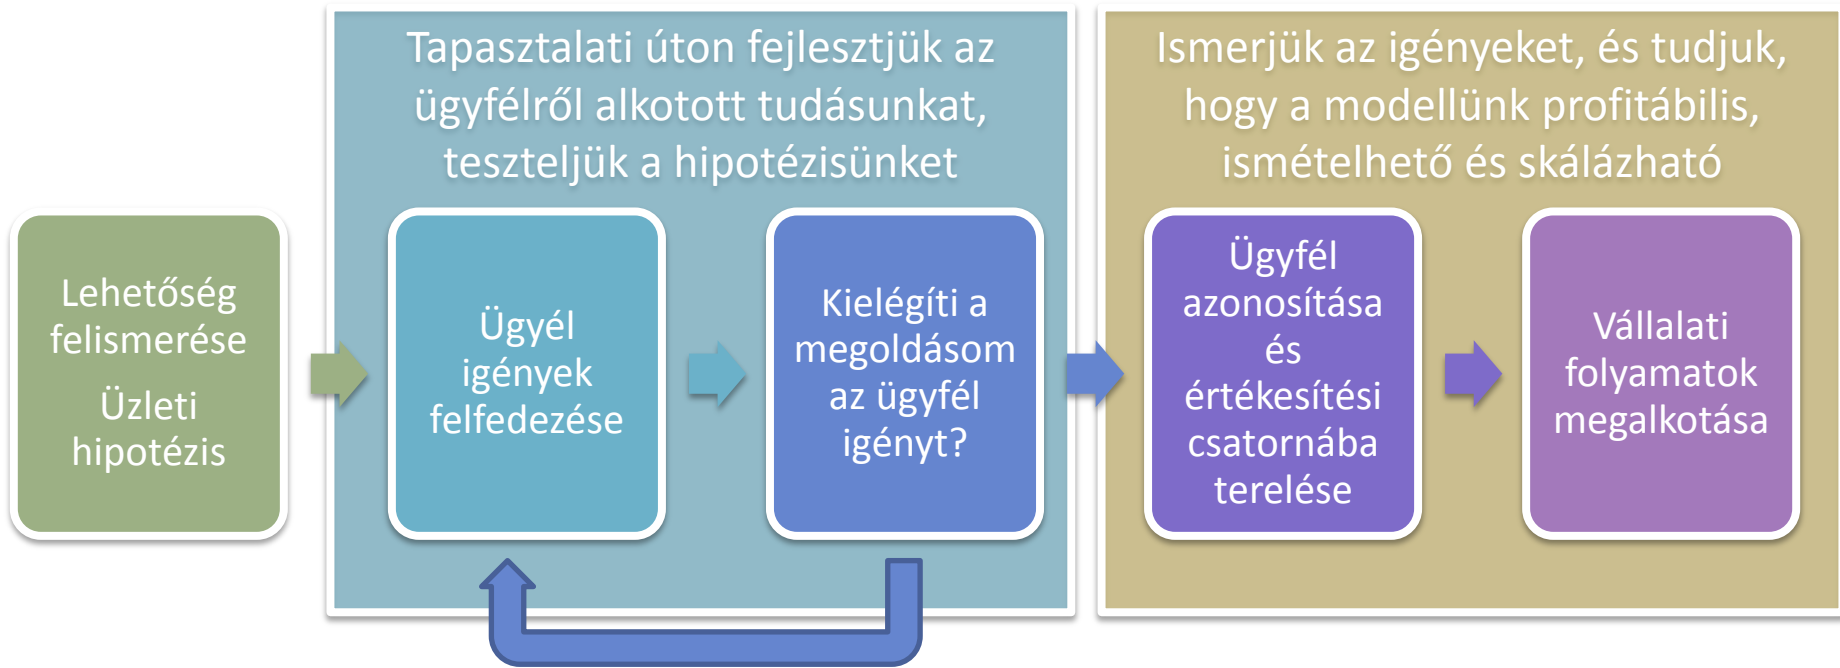 Tapasztalati úton fejlesztjük az
ügyfélről alkotott tudásunkat,
teszteljük a hipotézisünket
Ismerjük az igényeket, és tudjuk,
hogy a modellünk profitábilis,
ismételhető és skálázható
Lehetőség
felismerése
Üzleti
hipotézis
Ügyél
igények
felfedezése
Kielégíti a
megoldásom
az ügyfél
igényt?
Ügyfél
azonosítása
és
értékesítési
csatornába
terelése
Vállalati
folyamatok
megalkotása